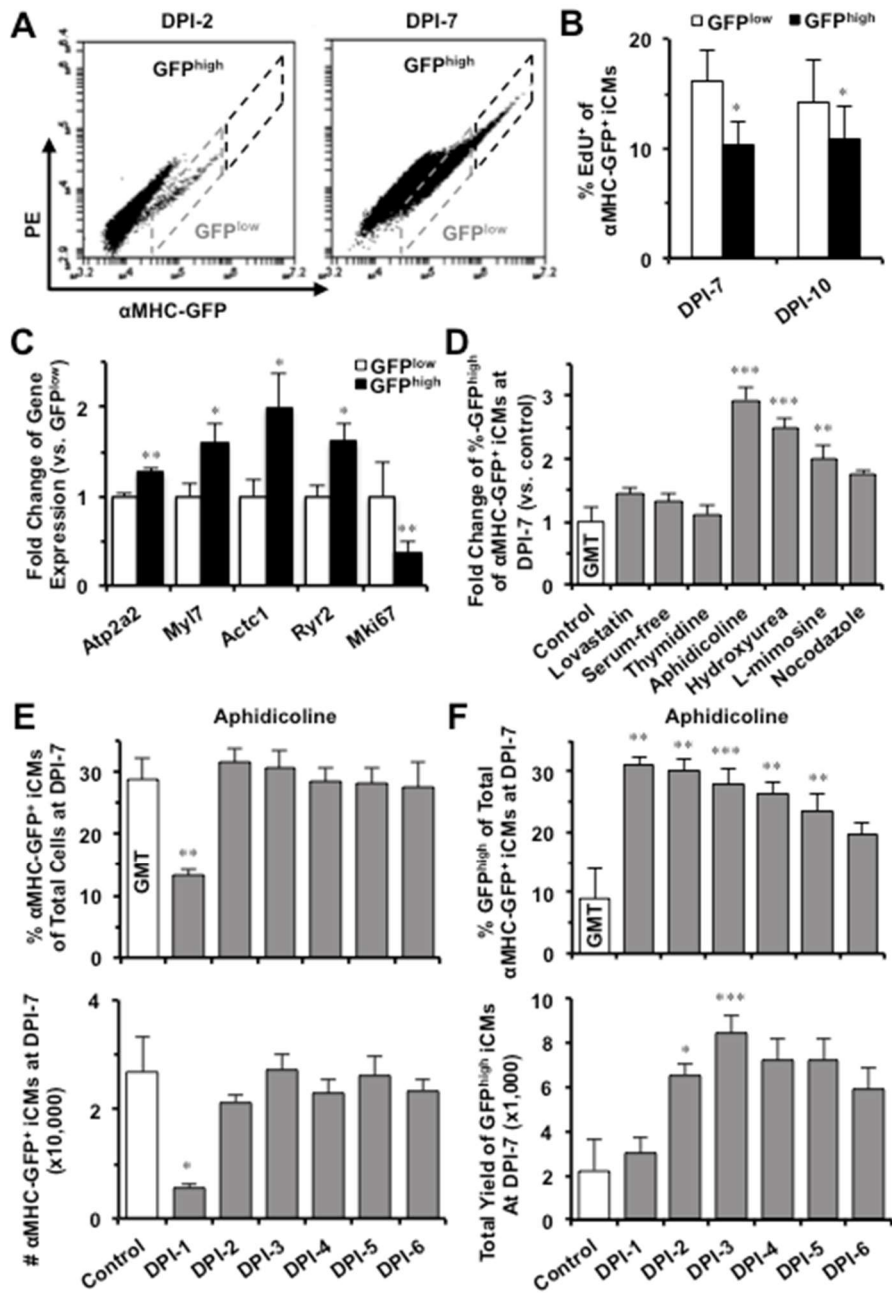 A
DPI-2
DPI-7
GFPhigh
GFPhigh
GFPlow
GFPlow
PE
αMHC-GFP
B
GFPlow
GFPhigh
% EdU+ of
αMHC-GFP+ iCMs
20
15
10
5
0
*
*
DPI-7
DPI-10
C
Fold Change of Gene
Expression (vs. GFPlow)
GFPlow
GFPhigh
2
1
0
**
*
*
*
**
Atp2a2
Myl7
Actc1
Ryr2
Mki67
D
Fold Change of %-GFPhigh
of αMHC-GFP+ iCMs at
DPI-7 (vs. control)
3
2
1
0
GMT
***
***
**
Control
Lovastatin
Serum-free
Thymidine
Aphidicoline
Hydroxyurea
L-mimosine
Nocodazole
E
Aphidicoline
% αMHC-GFP+ iCMs
of Total Cells at DPI-7
30
20
10
0
GMT
**
# αMHC-GFP+ iCMs at DPI-7
(x10,000)
4
2
0
*
Control
DPI-1
DPI-2
DPI-3
DPI-4
DPI-5
DPI-6
F
Aphidicoline
% GFPhigh of Total
αMHC-GFP+ iCMs at DPI-7
40
30
20
10
0
GMT
**
**
***
**
**
Total Yield of GFPhigh iCMs
At DPI-7 (x1,000)
10
8
6
4
2
0
*
***
Control
DPI-1
DPI-2
DPI-3
DPI-4
DPI-5
DPI-6